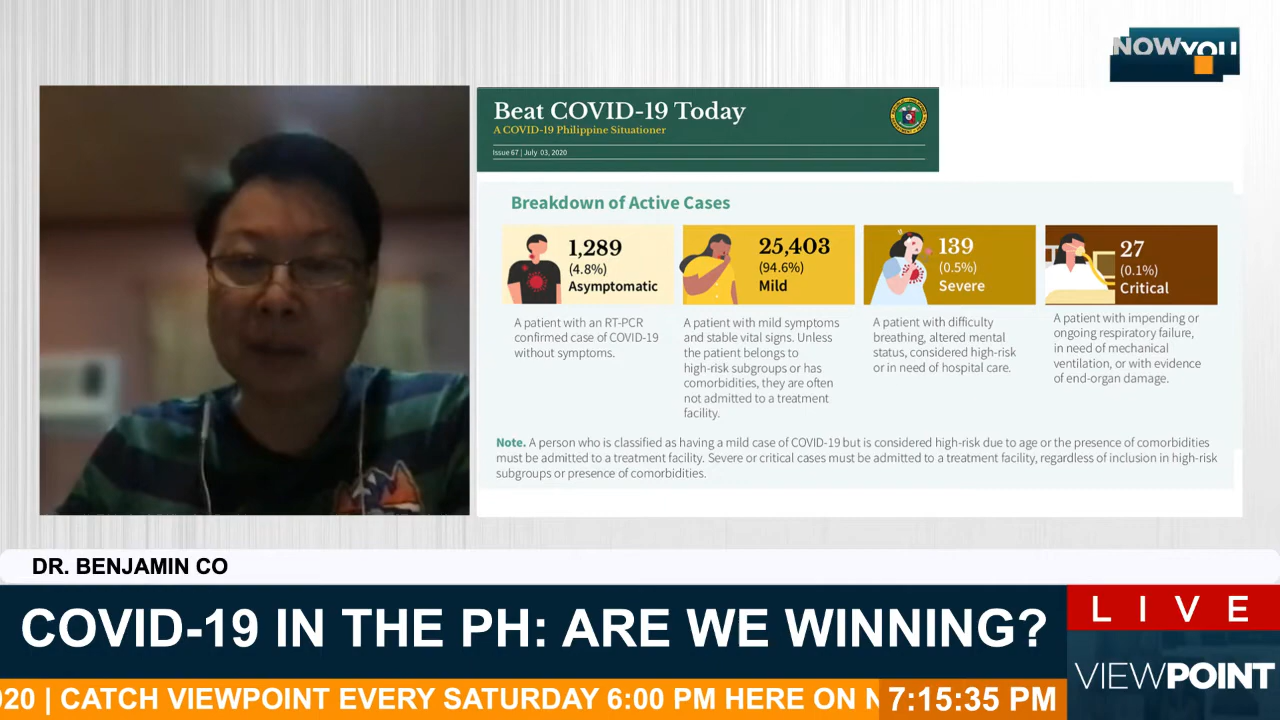 NOWYOU
Beat COVID-19 Today
A COVID-19 Philippine Situationer
Issue 67 | July 03, 2020
Breakdown of Active Cases
1,289
(4.8%)
Asymptomatic
25,403
(94.6%)
Mild
139
(0.5%)
Severe
27
(0.1%)
Critical
A patient with an RT-PCR
confirmed case of COVID-19
without symptoms.
A patient with mild symptoms
and stable vital signs. Unless
the patient belongs to
high-risk subgroups or has
comorbidities, they are often
not admitted to a treatment
facility.
A patient with difficulty
breathing, altered mental
status, considered high-risk
or in need of hospital care.
A patient with impending or
ongoing respiratory failure,
in need of mechanical
ventilation, or with evidence
of end-organ damage.
Note. A person who is classified as having a mild case of COVID-19 but is considered high-risk due to age or the presence of comorbidities
must be admitted to a treatment facility. Severe or critical cases must be admitted to a treatment facility, regardless of inclusion in high-risk
subgroups or presence of comorbidities.
DR. BENJAMIN CO
COVID-19 IN THE PH: ARE WE WINNING?
LIVE
VIEWPOINT
020 | CATCH VIEWPOINT EVERY SATURDAY 6:00 PM HERE ON N
7:15:35 PM